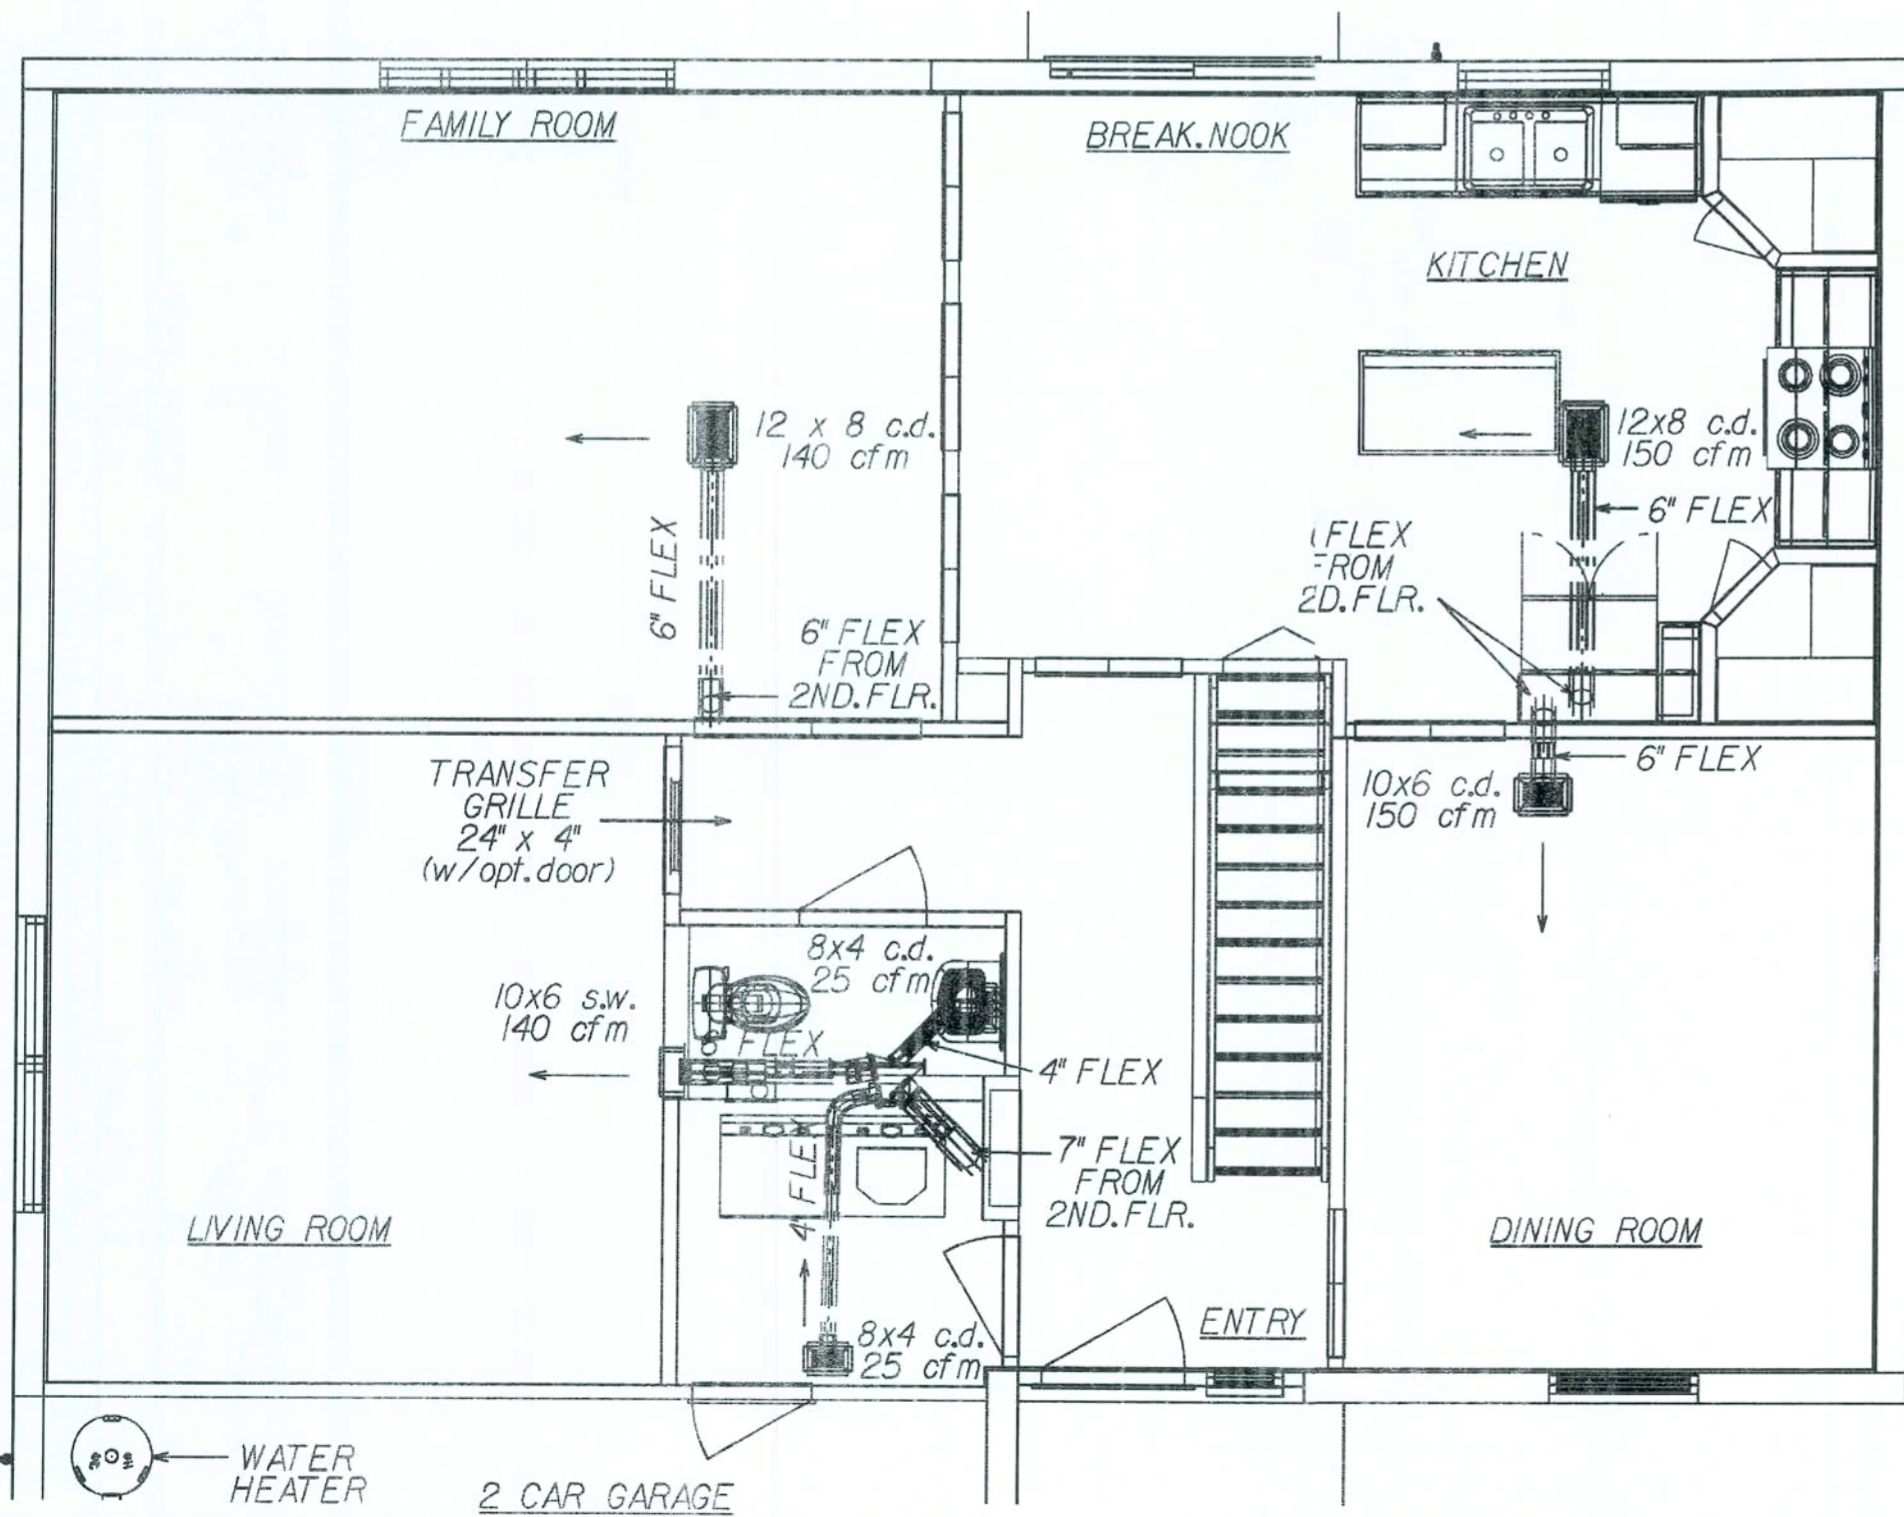 FAMILY ROOM
BREAK.NOOK
KITCHEN
12 x 8 c.d.
140 cfm
12x8 c.d.
150 cfm
6" FLEX
6" FLEX
FLEX
FROM
2D.FLR.
6" FLEX
FROM
2ND.FLR.
TRANSFER
GRILLE
24" x 4"
(w/opt.door)
6" FLEX
10x6 c.d.
150 cfm
8x4 c.d.
25 cfm
10x6 s.w.
140 cfm
FLEX
4" FLEX
4" FLEX
7" FLEX
FROM
2ND.FLR.
LIVING ROOM
DINING ROOM
ENTRY
8x4 c.d.
25 cfm
WATER
HEATER
2 CAR GARAGE